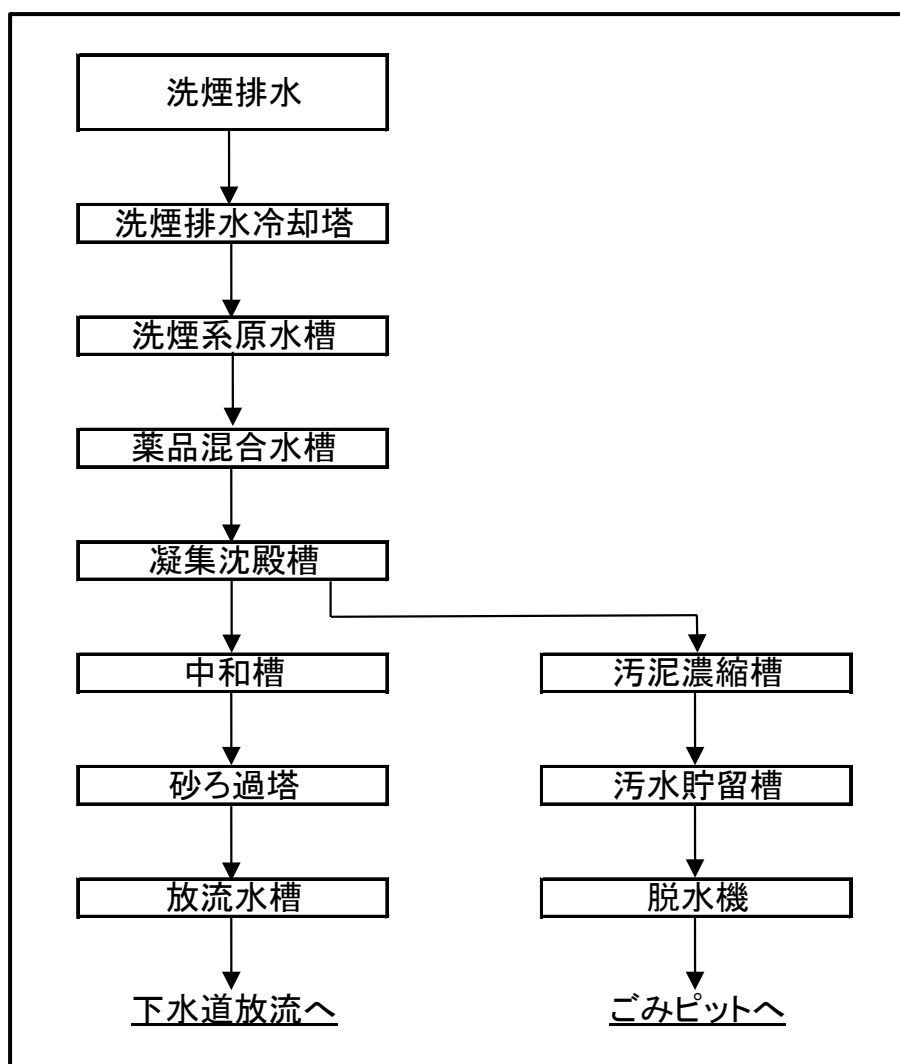 洗煙排水
洗煙排水冷却塔
洗煙系原水槽
薬品混合水槽
凝集沈殿槽
中和槽
砂ろ過塔
放流水槽
下水道放流へ
汚泥濃縮槽
汚水貯留槽
脱水機
ごみピットへ